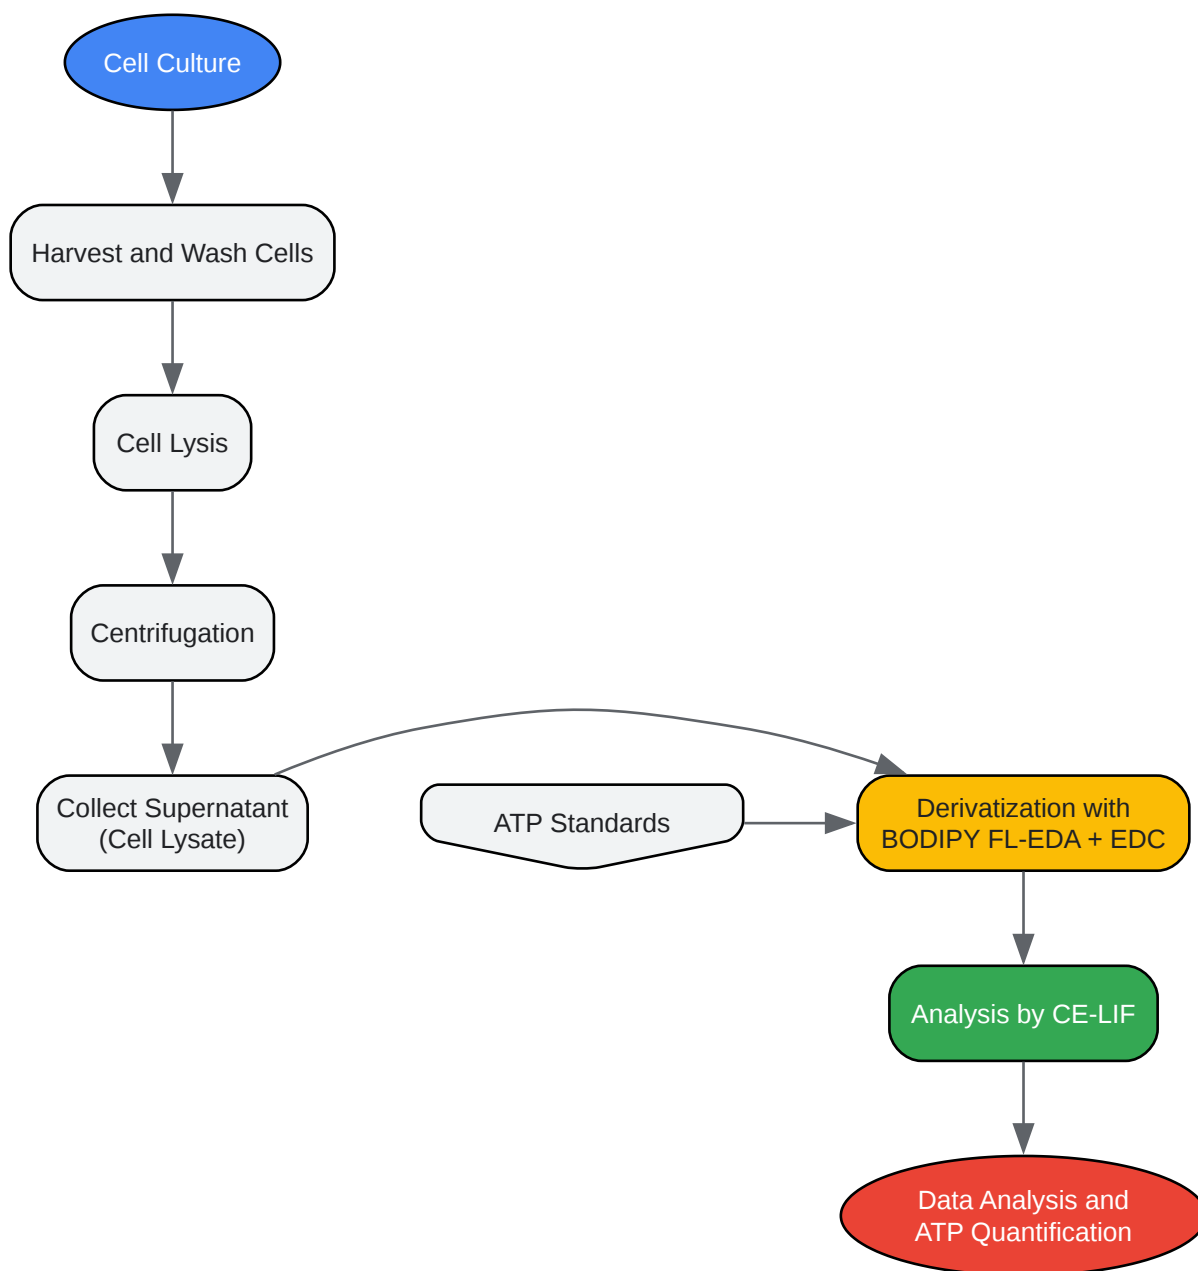 Cell Culture
Harvest and Wash Cells
Cell Lysis
Centrifugation
Collect Supernatant
(Cell Lysate)
ATP Standards
Derivatization with
BODIPY FL-EDA + EDC
Analysis by CE-LIF
Data Analysis and
ATP Quantification